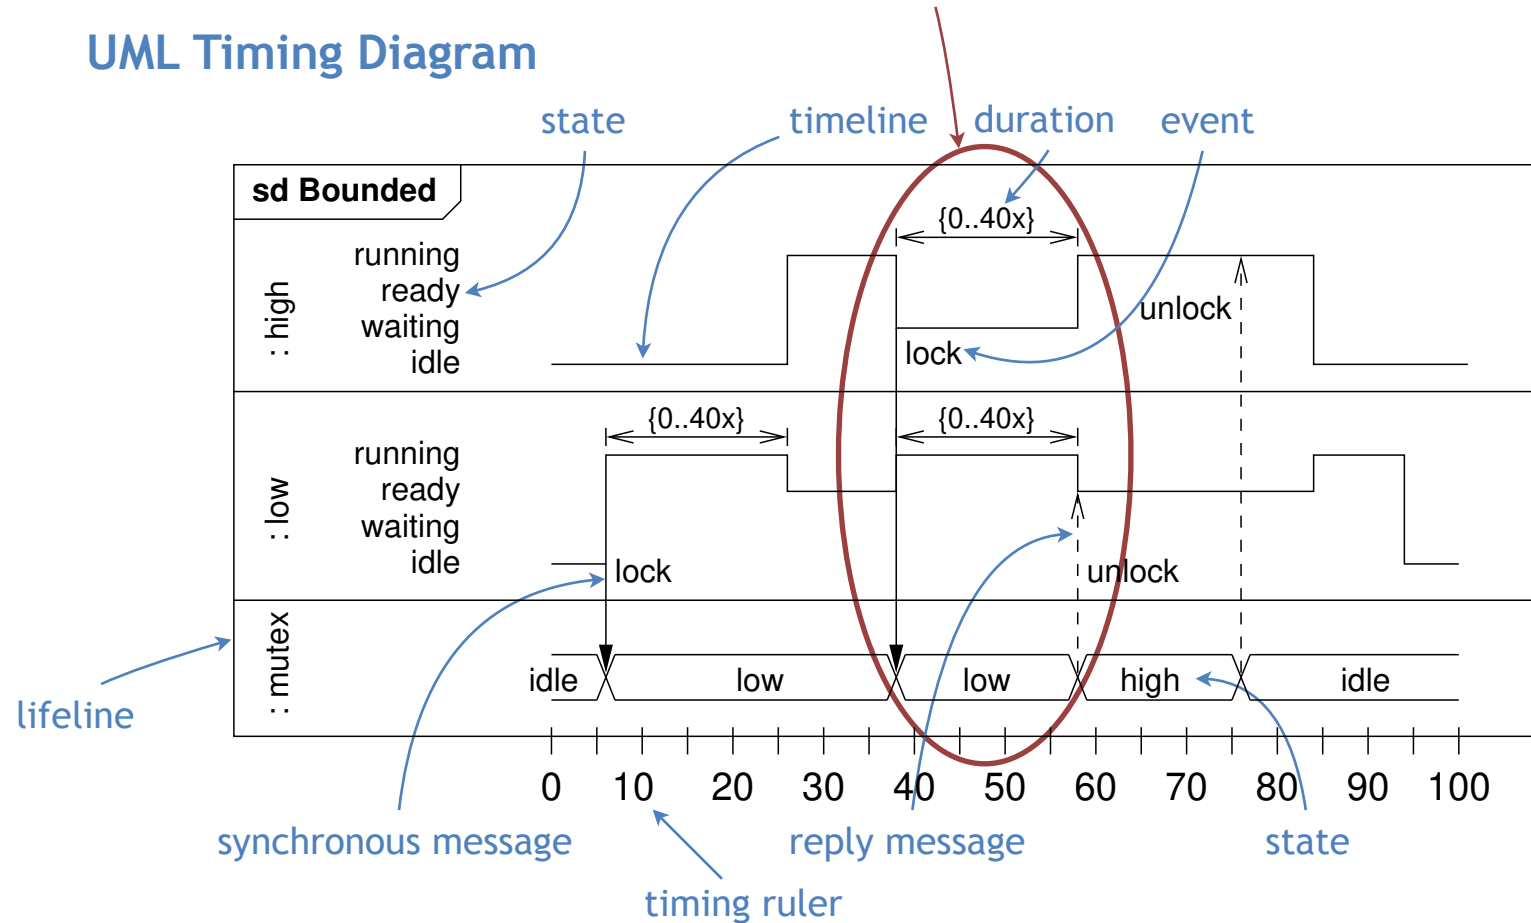 UML Timing Diagram
state
timeline
duration
event
sd Bounded
{0..40x}
: high
running
ready
waiting
idle
unlock
lock
{0..40x}
{0..40x}
: low
running
ready
waiting
idle
lock
unlock
: mutex
idle
low
low
high
idle
lifeline
0 10 20 30 40 50 60 70 80 90 100
synchronous message
reply message
state
timing ruler